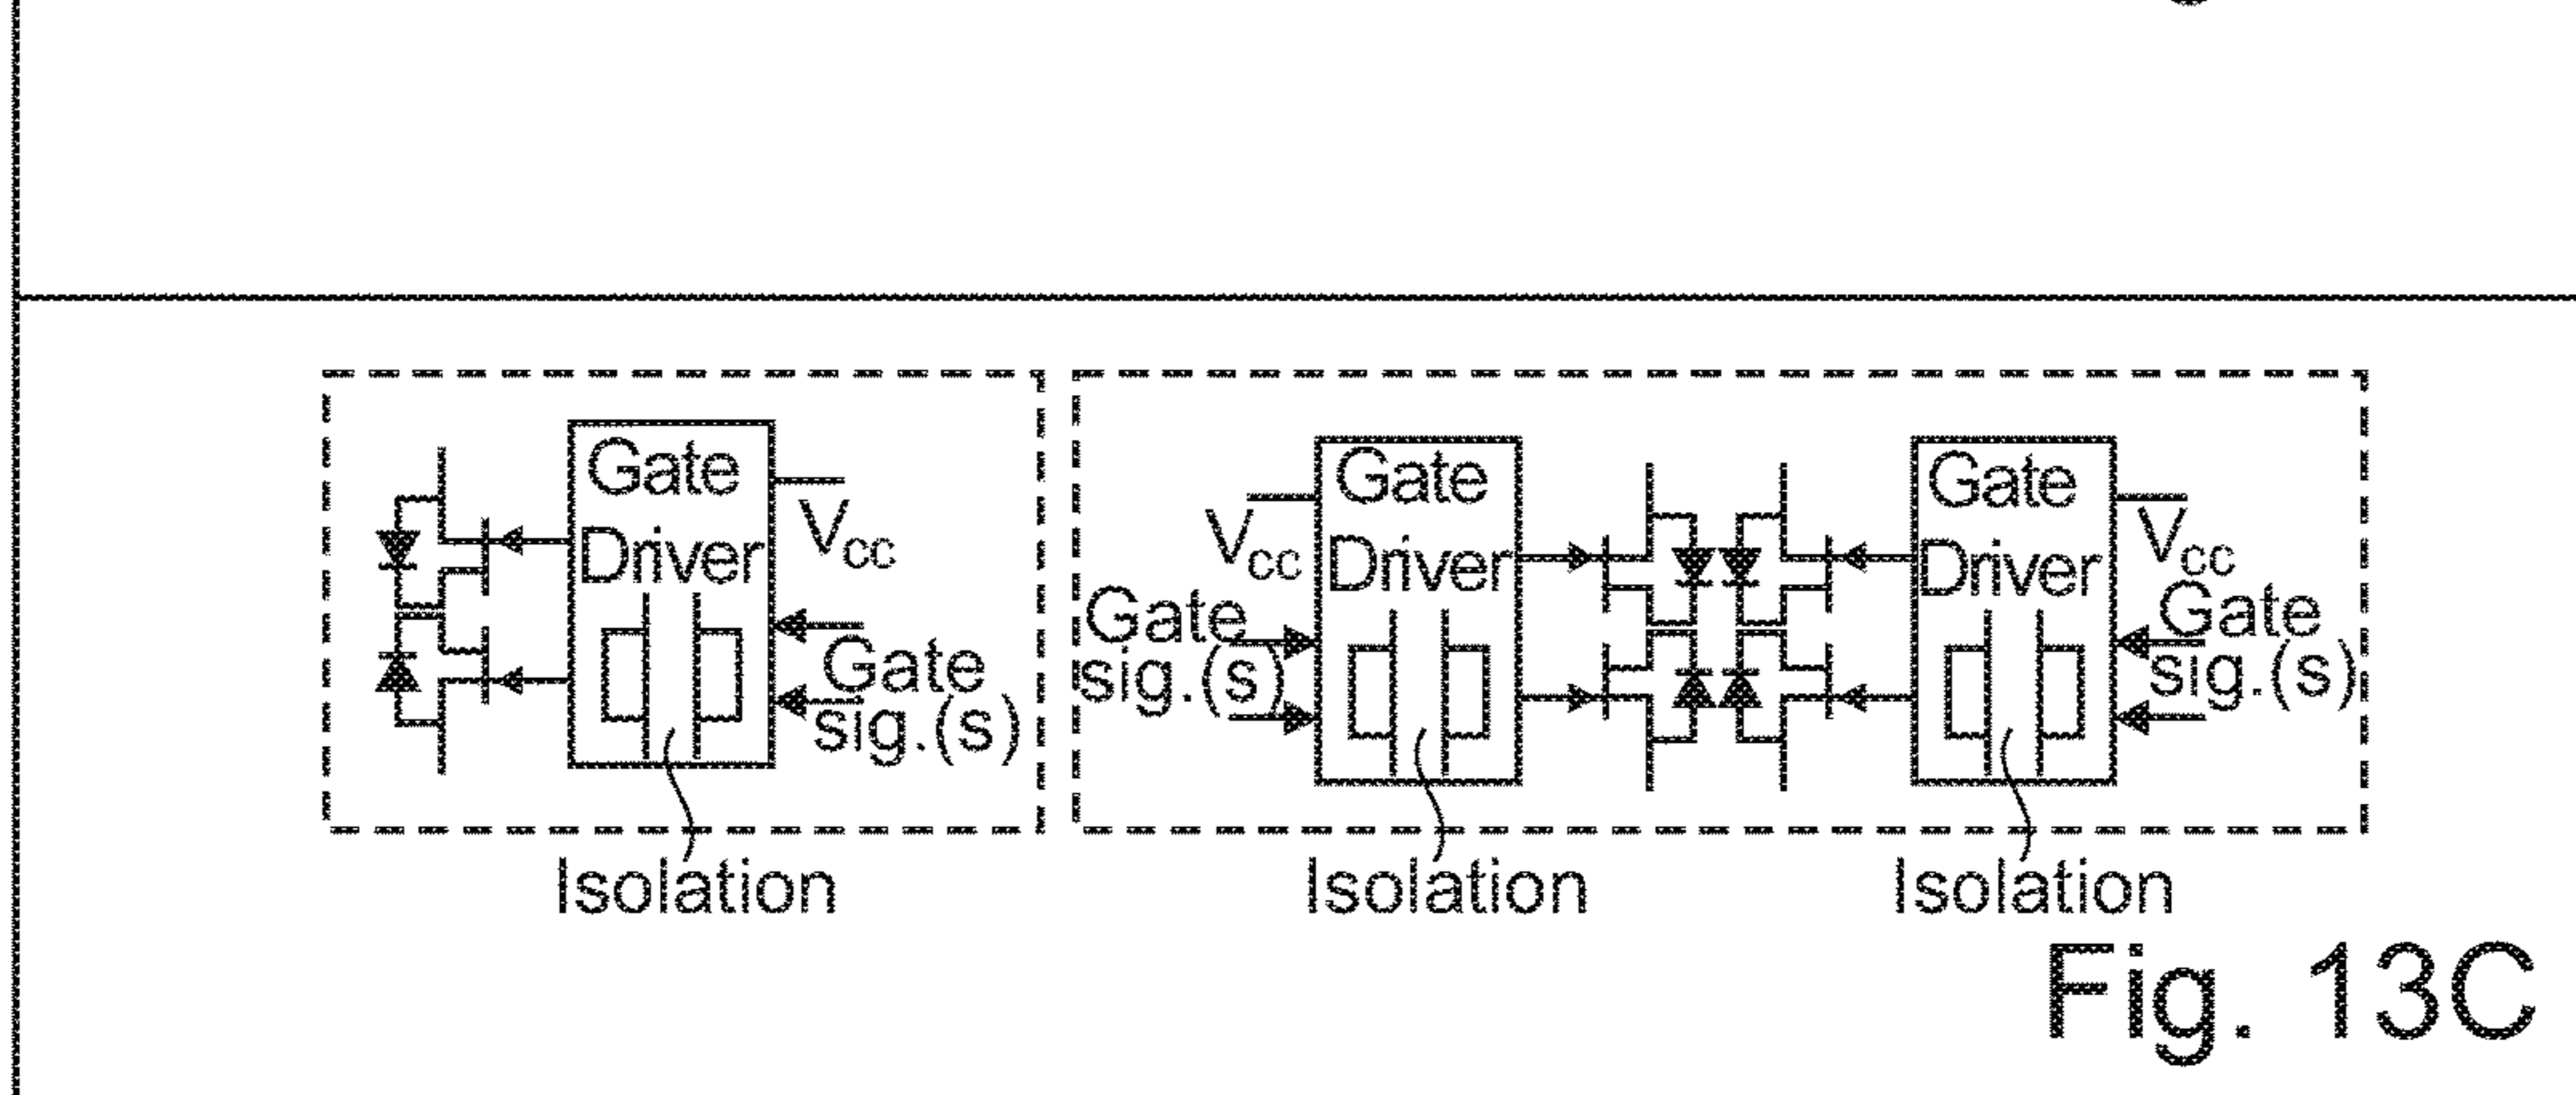 Gate
Driver
Vcc
Gate
sig.(s)
Isolation
Vcc
Gate
sig.(s)
Gate
Driver
Isolation
Gate
Driver
Vcc
Gate
sig.(s)
Isolation
Fig. 13C